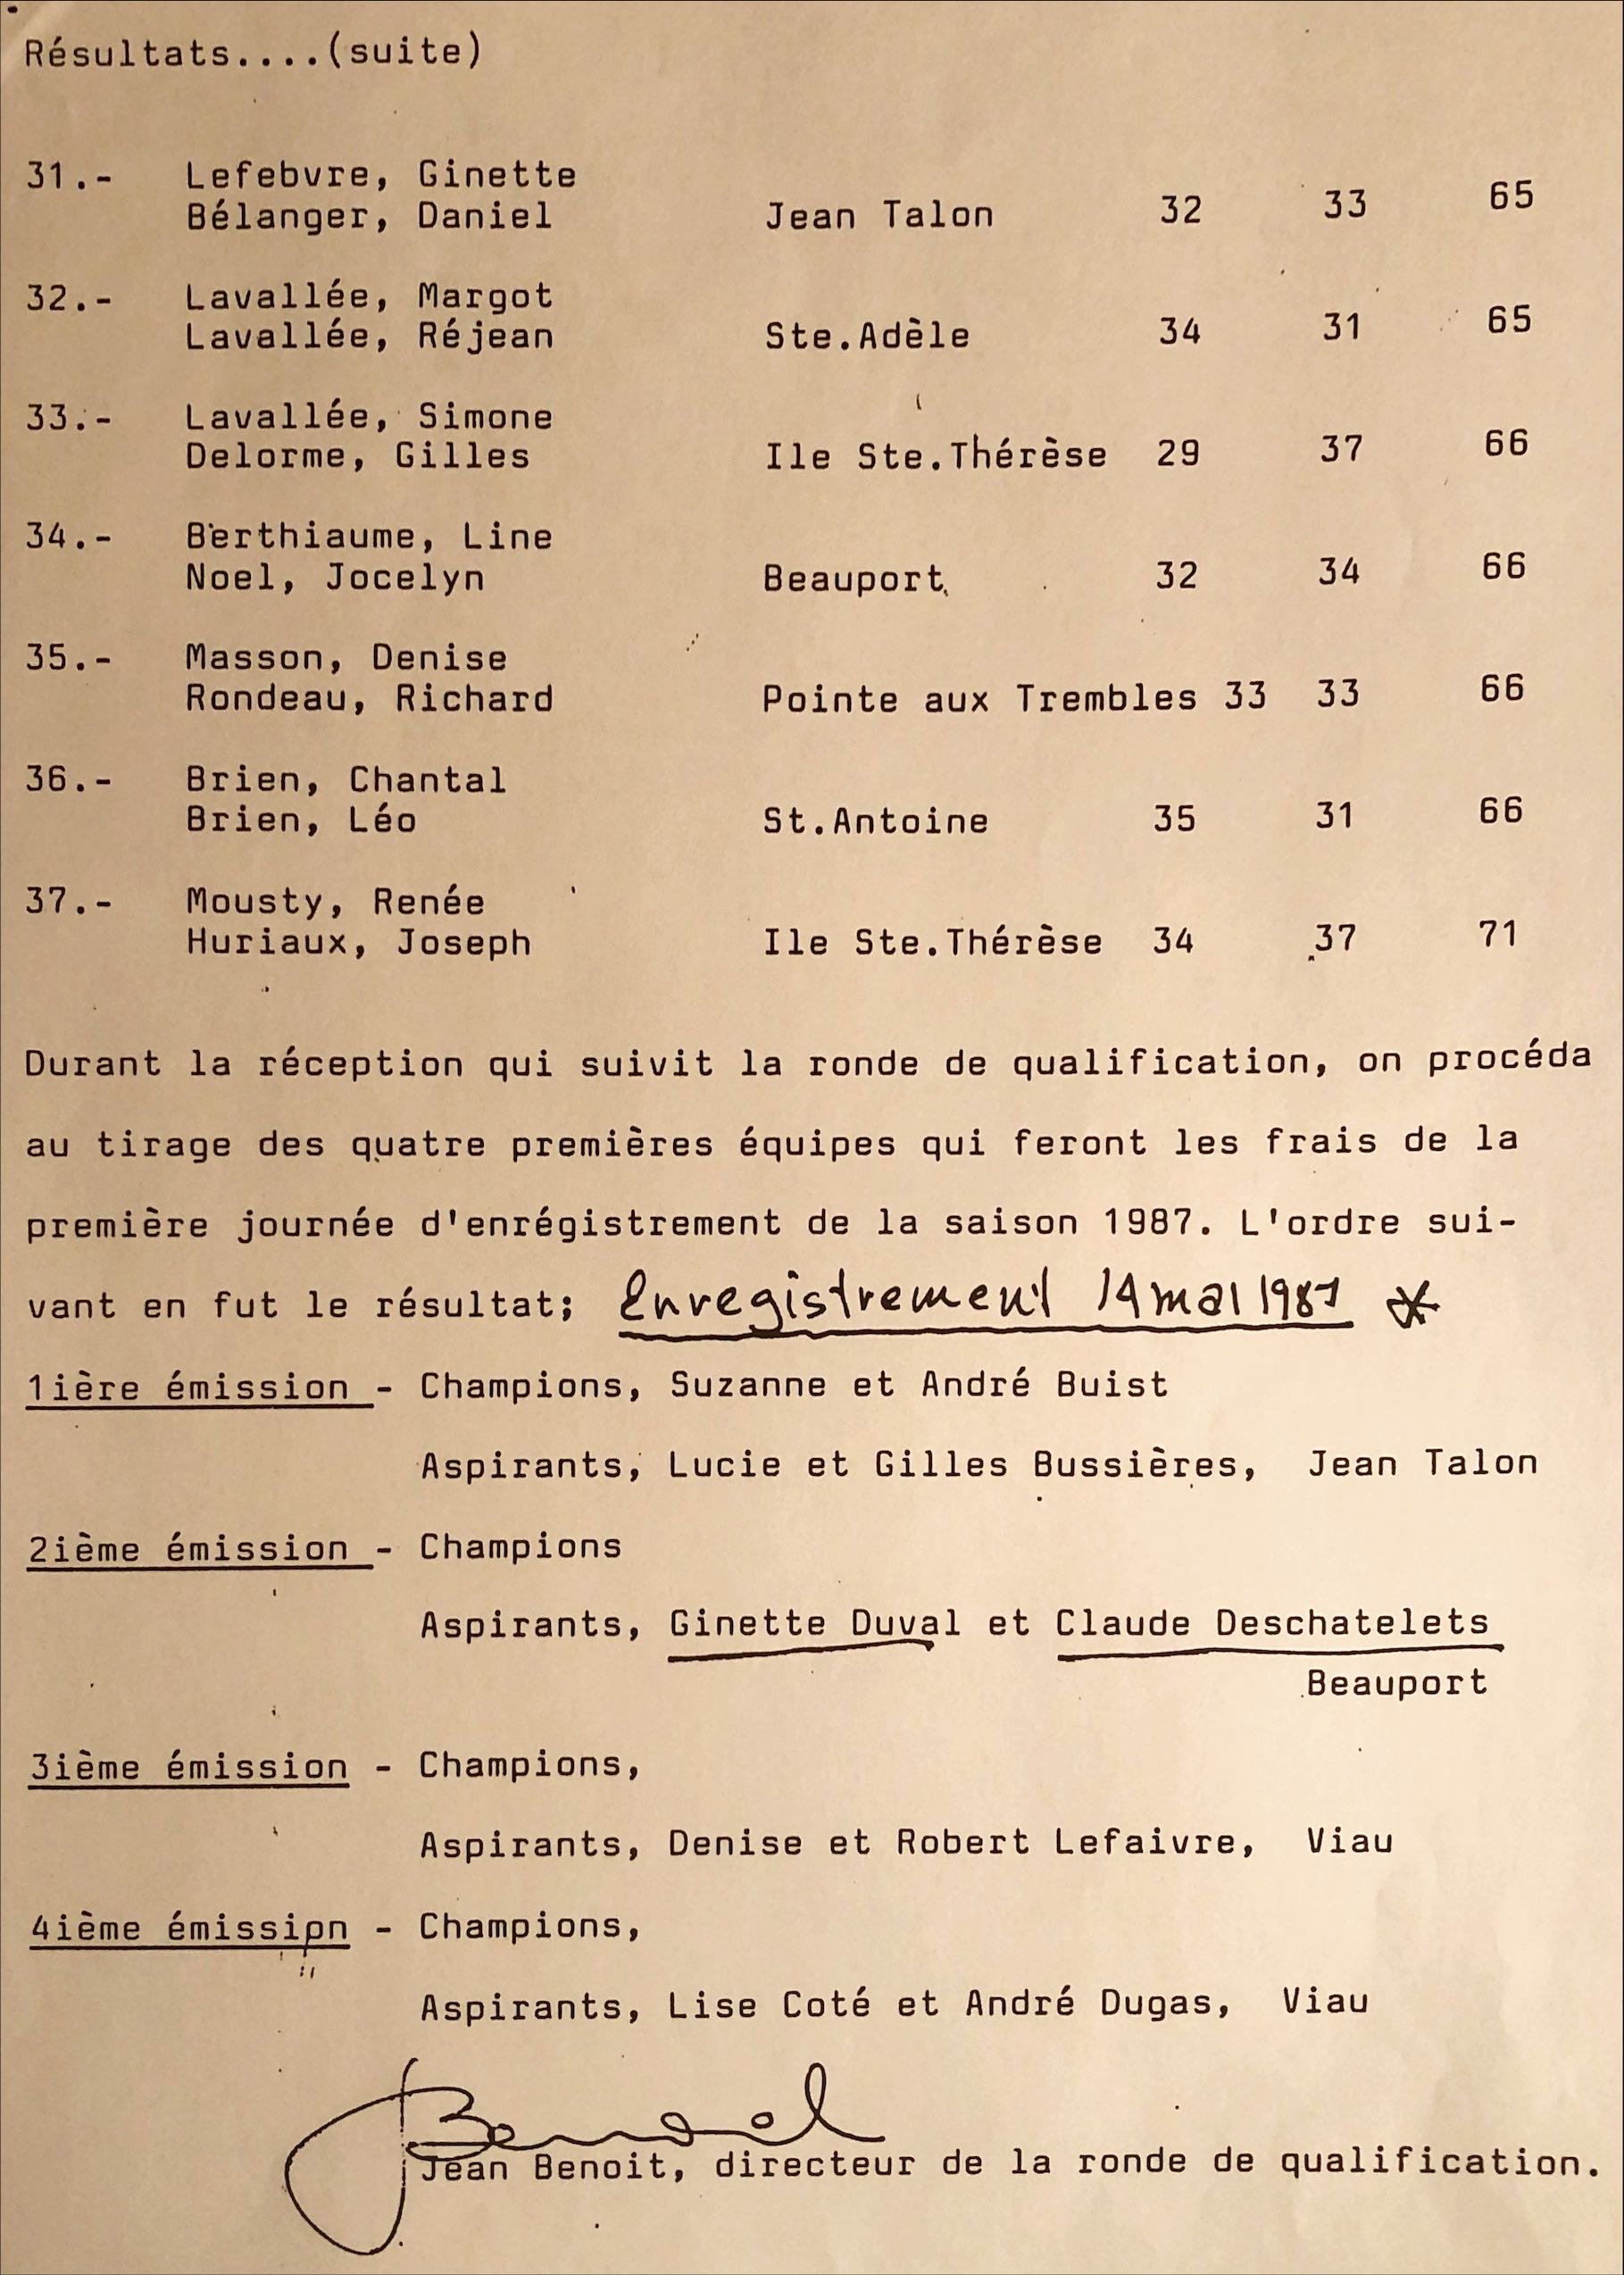 Résultats....(suite)
31.- Lefebvre, Ginette
Bélanger, Daniel Jean Talon 32 33 65
32.- Lavallée, Margot
Lavallée, Réjean Ste.Adèle 34 31 65
33.- Lavallée, Simone
Delorme, Gilles Ile Ste.Thérèse 29 37 66
34.- Berthiaume, Line
Noel, Jocelyn Beauport 32 34 66
35.- Masson, Denise
Rondeau, Richard Pointe aux Trembles 33 33 66
36.- Brien, Chantal
Brien, Léo St.Antoine 35 31 66
37.- Mousty, Renée
Huriaux, Joseph Ile Ste.Thérèse 34 37 71
Durant la réception qui suivit la ronde de qualification, on procéda
au tirage des quatre premières équipes qui feront les frais de la
première journée d'enrégistrement de la saison 1987. L'ordre sui-
vant en fut le résultat; Enregistrement 14 mai 1987 *
1ière émission - Champions, Suzanne et André Buist
Aspirants, Lucie et Gilles Bussières, Jean Talon
2ième émission - Champions
Aspirants, Ginette Duval et Claude Deschatelets
Beauport
3ième émission - Champions,
Aspirants, Denise et Robert Lefaivre, Viau
4ième émission - Champions,
Aspirants, Lise Coté et André Dugas, Viau
J Benoit
Jean Benoit, directeur de la ronde de qualification.